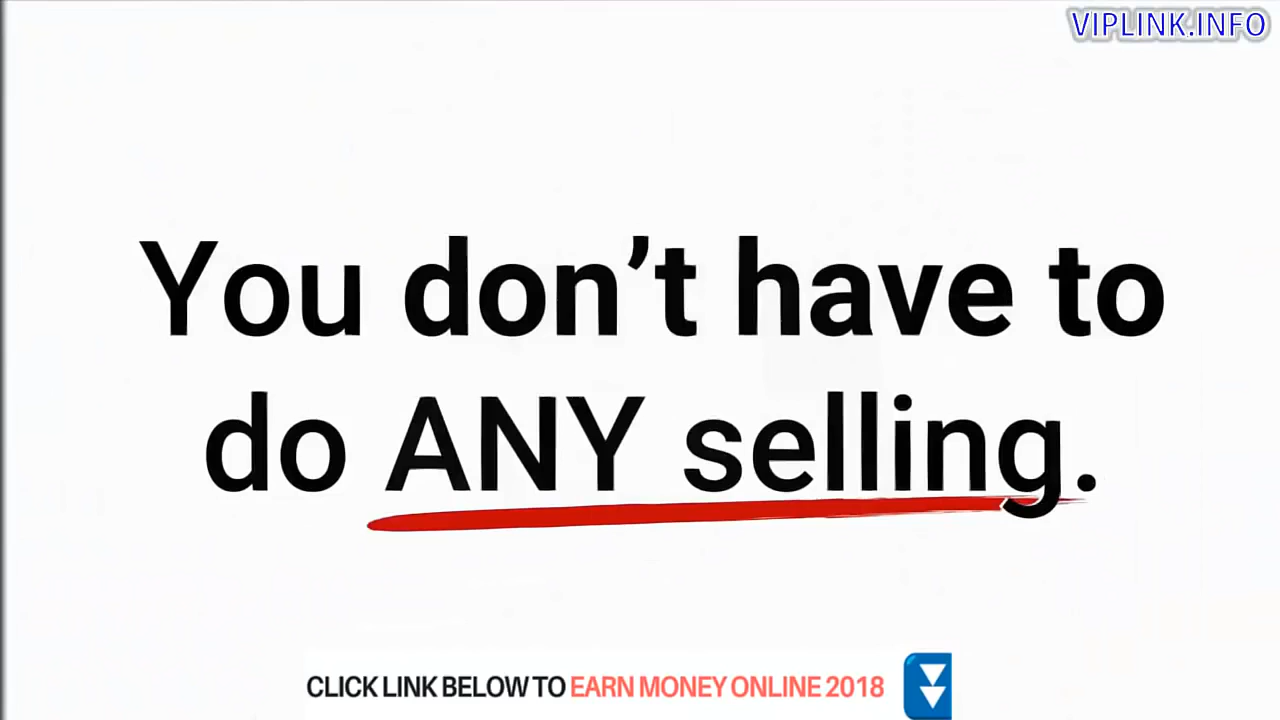 VIPLINK.INFO
You don’t have to
do ANY selling.
CLICK LINK BELOW TO EARN MONEY ONLINE 2018